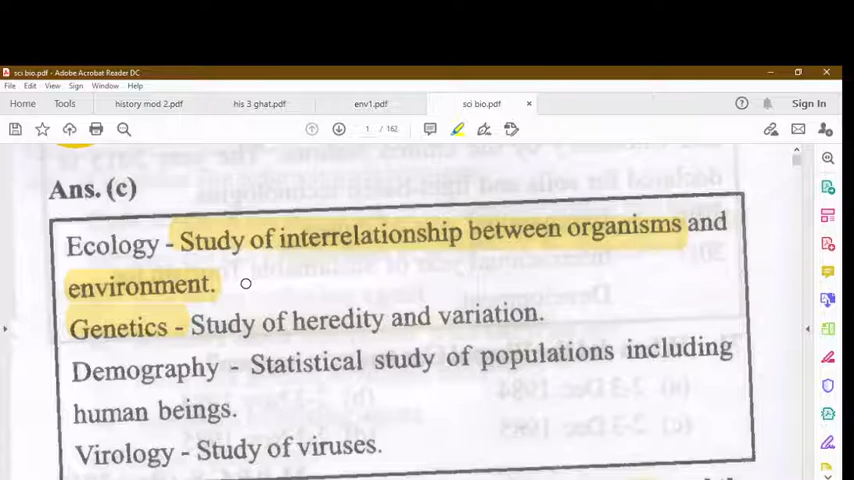 sci bio.pdf - Adobe Acrobat Reader DC
File Edit View Sign Window Help
Home Tools history mod 2.pdf his 3 ghat.pdf env1.pdf sci bio.pdf × Sign In
1 / 162
Ans. (c)
Ecology - Study of interrelationship between organisms and
environment.
Genetics - Study of heredity and variation.
Demography - Statistical study of populations including
human beings.
Virology - Study of viruses.